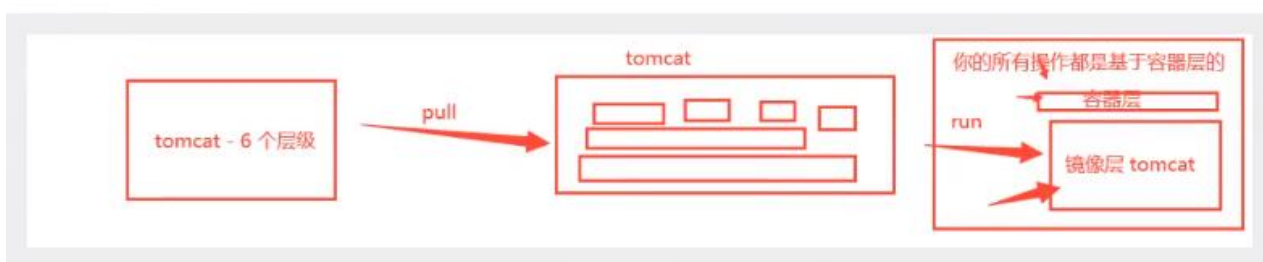 tomcat - 6 个层级
pull
tomcat
run
你的所有操作都是基于容器层的
容器层
镜像层 tomcat